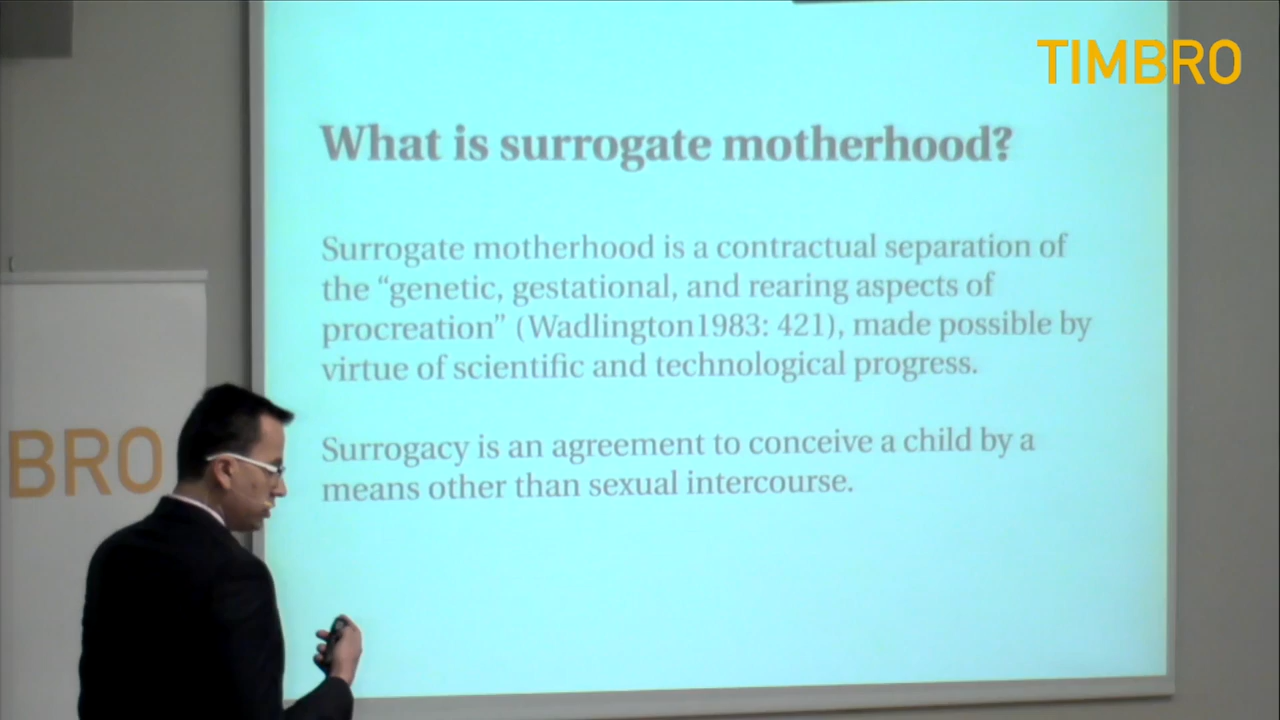 TIMBRO
What is surrogate motherhood?
Surrogate motherhood is a contractual separation of
the “genetic, gestational, and rearing aspects of
procreation” (Wadlington1983: 421), made possible by
virtue of scientific and technological progress.
Surrogacy is an agreement to conceive a child by a
means other than sexual intercourse.
BRO